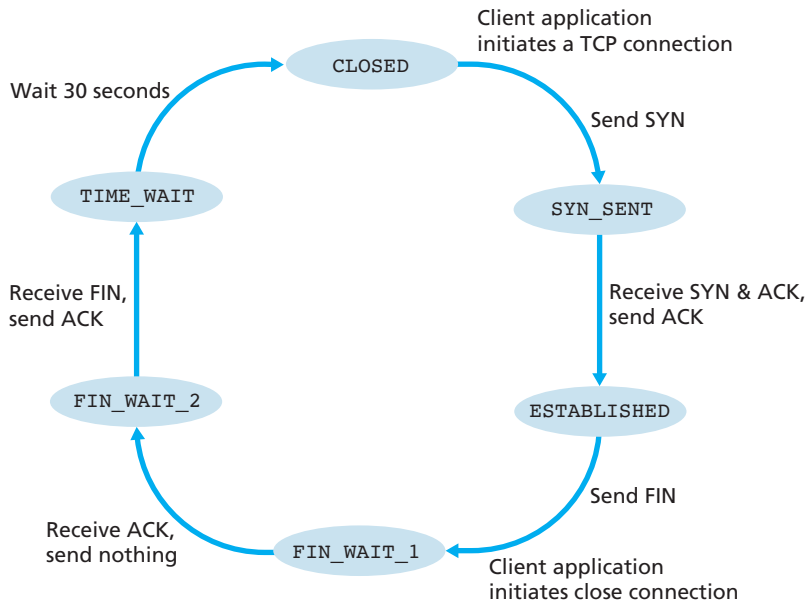 Client application
initiates a TCP connection
CLOSED
Wait 30 seconds
Send SYN
TIME_WAIT
SYN_SENT
Receive FIN,
send ACK
Receive SYN & ACK,
send ACK
FIN_WAIT_2
ESTABLISHED
Send FIN
Receive ACK,
send nothing
FIN_WAIT_1
Client application
initiates close connection